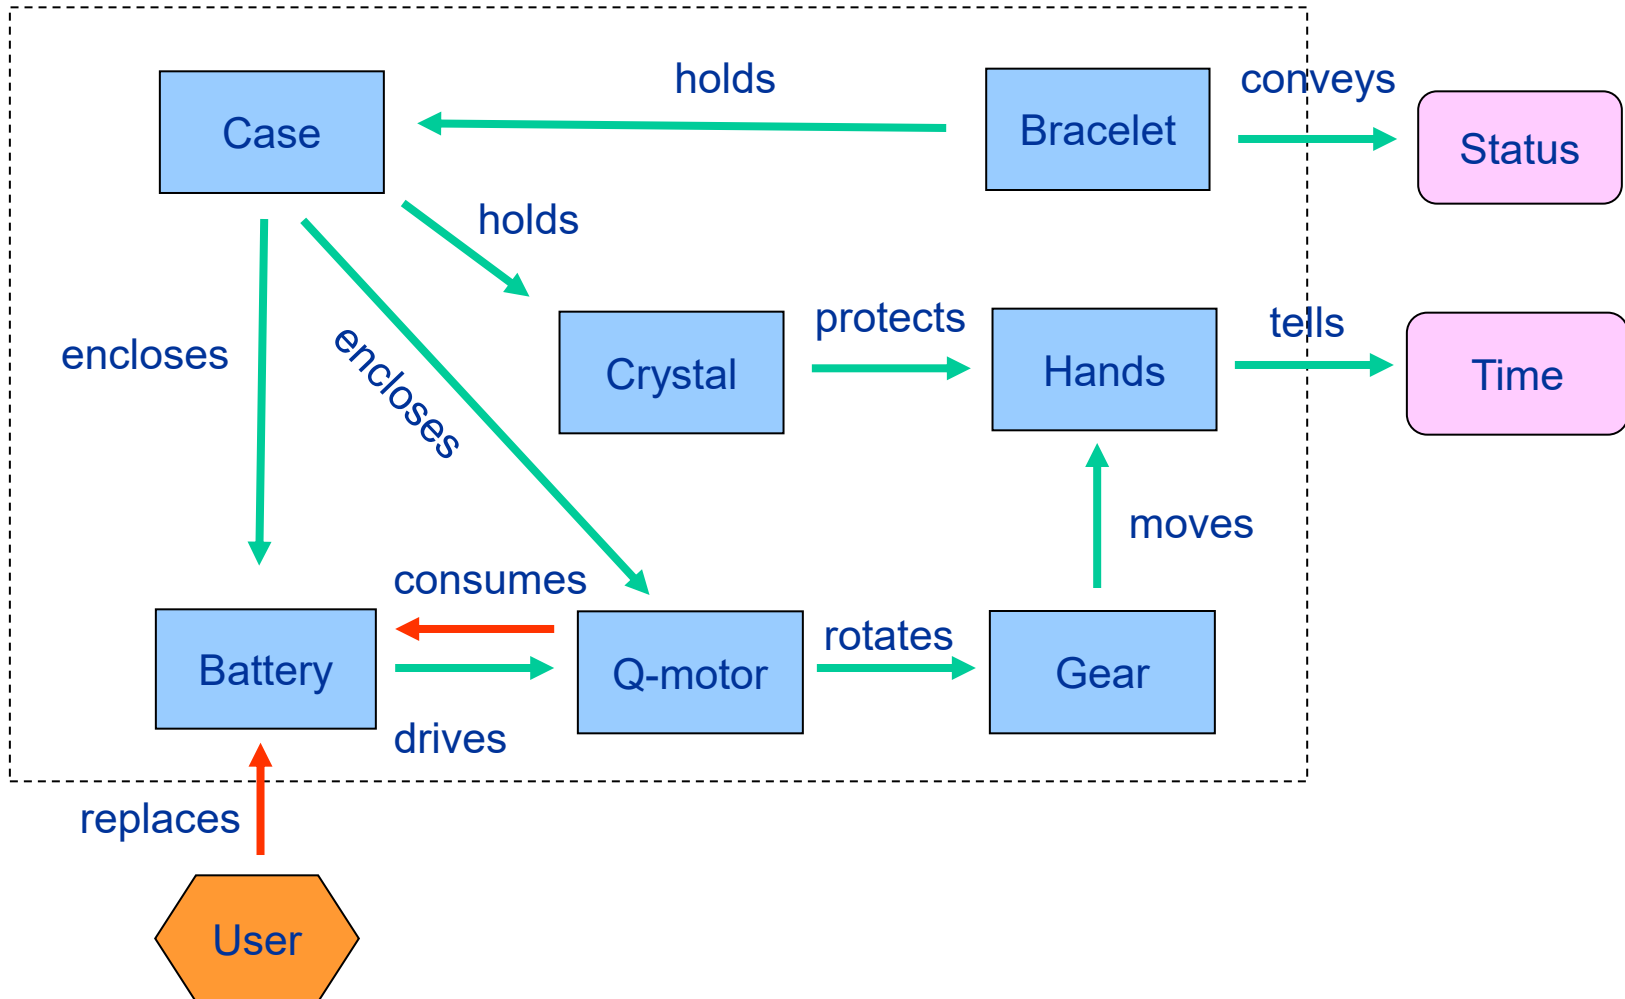 holds
conveys
Case
Bracelet
Status
holds
encloses
encloses
protects
tells
Crystal
Hands
Time
moves
consumes
rotates
Battery
Q-motor
Gear
drives
replaces
User